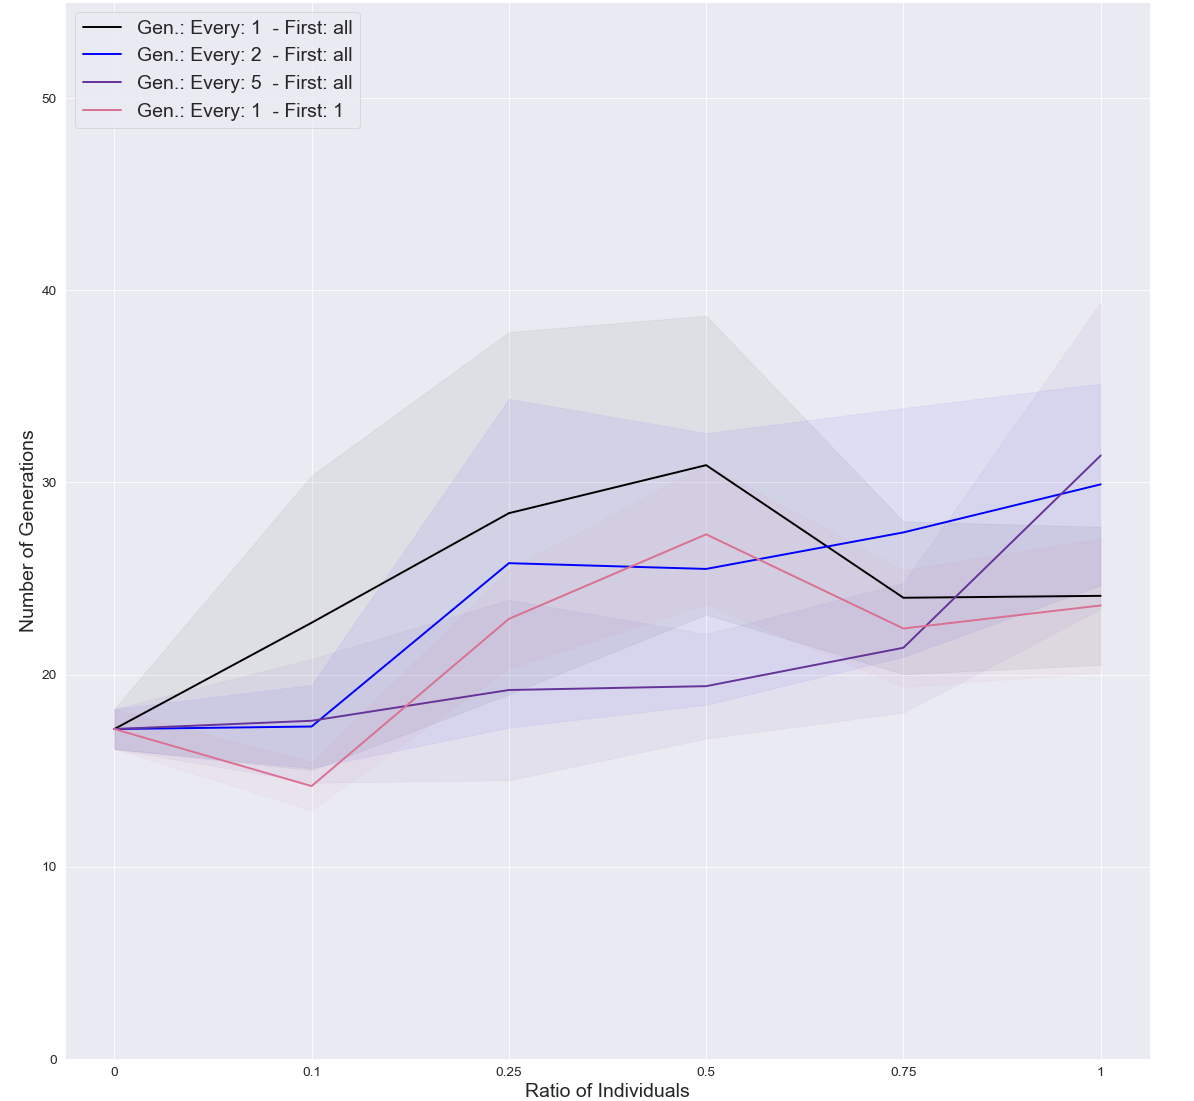 Gen.: Every: 1 - First: all
Gen.: Every: 2 - First: all
Gen.: Every: 5 - First: all
Gen.: Every: 1 - First: 1
50
40
30
20
10
0
Number of Generations
0 0.1 0.25 0.5 0.75 1
Ratio of Individuals